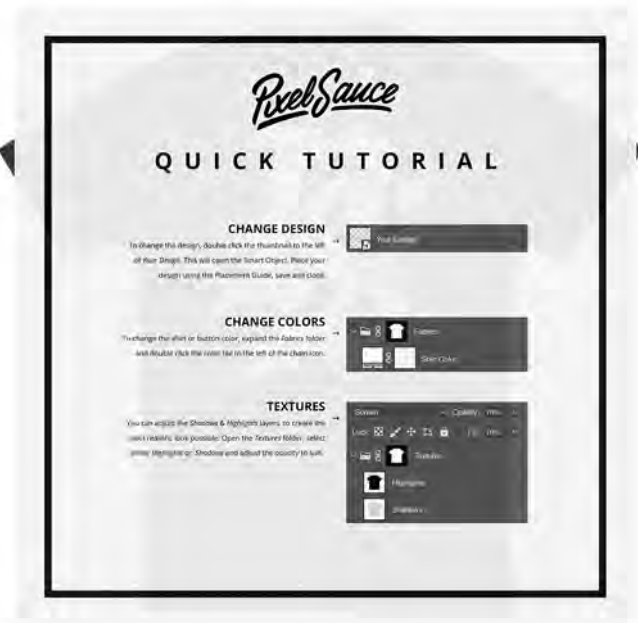 PixelSauce
QUICK TUTORIAL
CHANGE DESIGN
To change the design, double click the thumbnail to the left
of Your Design. This will open the Smart Object. Place your
design using the Placement Guide, save and close.
Your Design
CHANGE COLORS
To change the shirt or button color, expand the Fabrics folder
and double click the color tile to the left of the chain icon.
Fabrics
Shirt Color
TEXTURES
You can adjust the Shadows & Highlights layers, to create the
most realistic look possible. Open the Textures folder, select
either Highlights or Shadows and adjust the opacity to suit.
Screen
Opacity:
Lock:
Textures
Highlights
Shadows